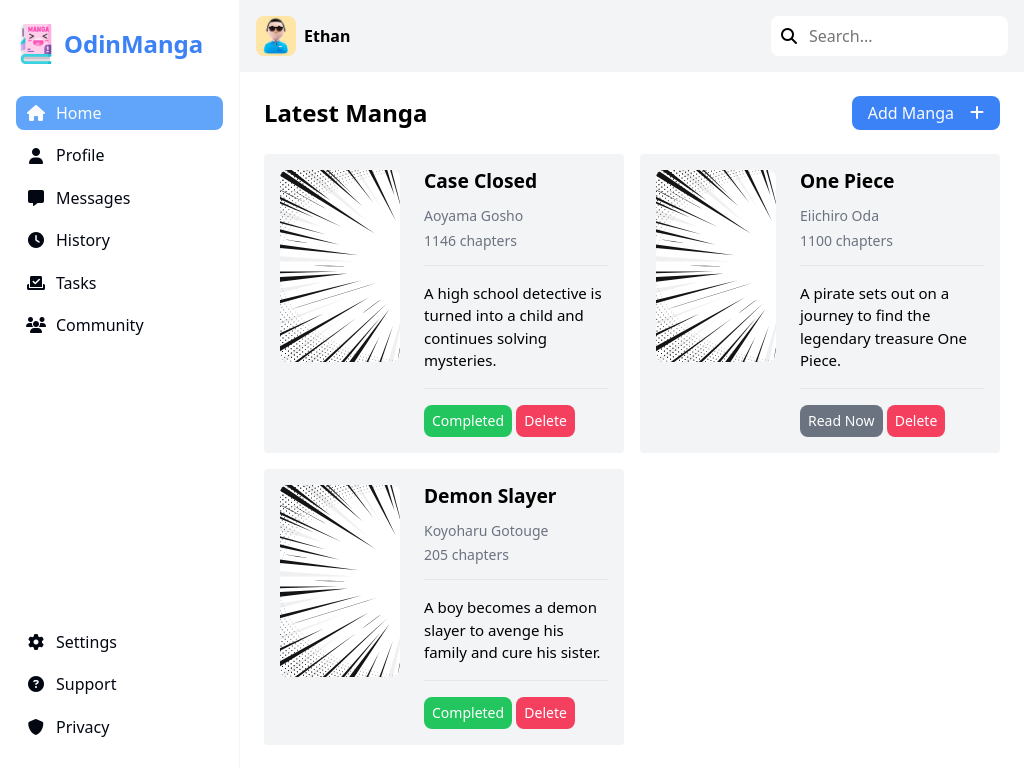 MANGA
OdinManga
Home
Profile
Messages
History
Tasks
Community
Settings
Support
Privacy
Ethan
Search...
Latest Manga
Add Manga
Case Closed
Aoyama Gosho
1146 chapters
A high school detective is
turned into a child and
continues solving
mysteries.
Completed
Delete
One Piece
Eiichiro Oda
1100 chapters
A pirate sets out on a
journey to find the
legendary treasure One
Piece.
Read Now
Delete
Demon Slayer
Koyoharu Gotouge
205 chapters
A boy becomes a demon
slayer to avenge his
family and cure his sister.
Completed
Delete